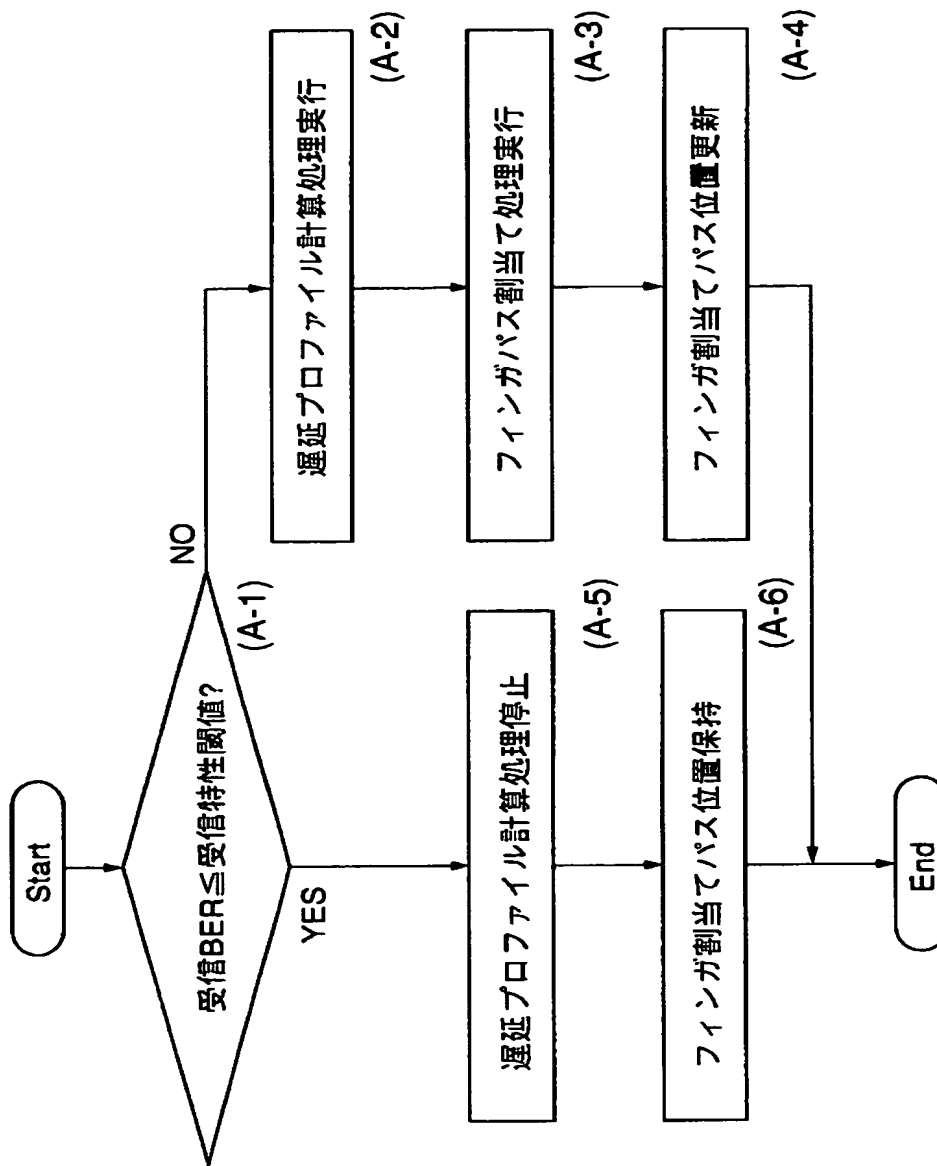 Start
受信BER≦受信特性閾値?
(A-1)
NO
YES
遅延プロファイル計算処理実行
(A-2)
フィンガパス割当て処理実行
(A-3)
フィンガ割当てパス位置更新
(A-4)
遅延プロファイル計算処理停止
(A-5)
フィンガ割当てパス位置保持
(A-6)
End